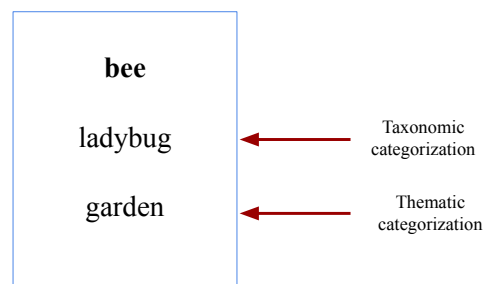 bee
ladybug
garden
Taxonomic
categorization
Thematic
categorization